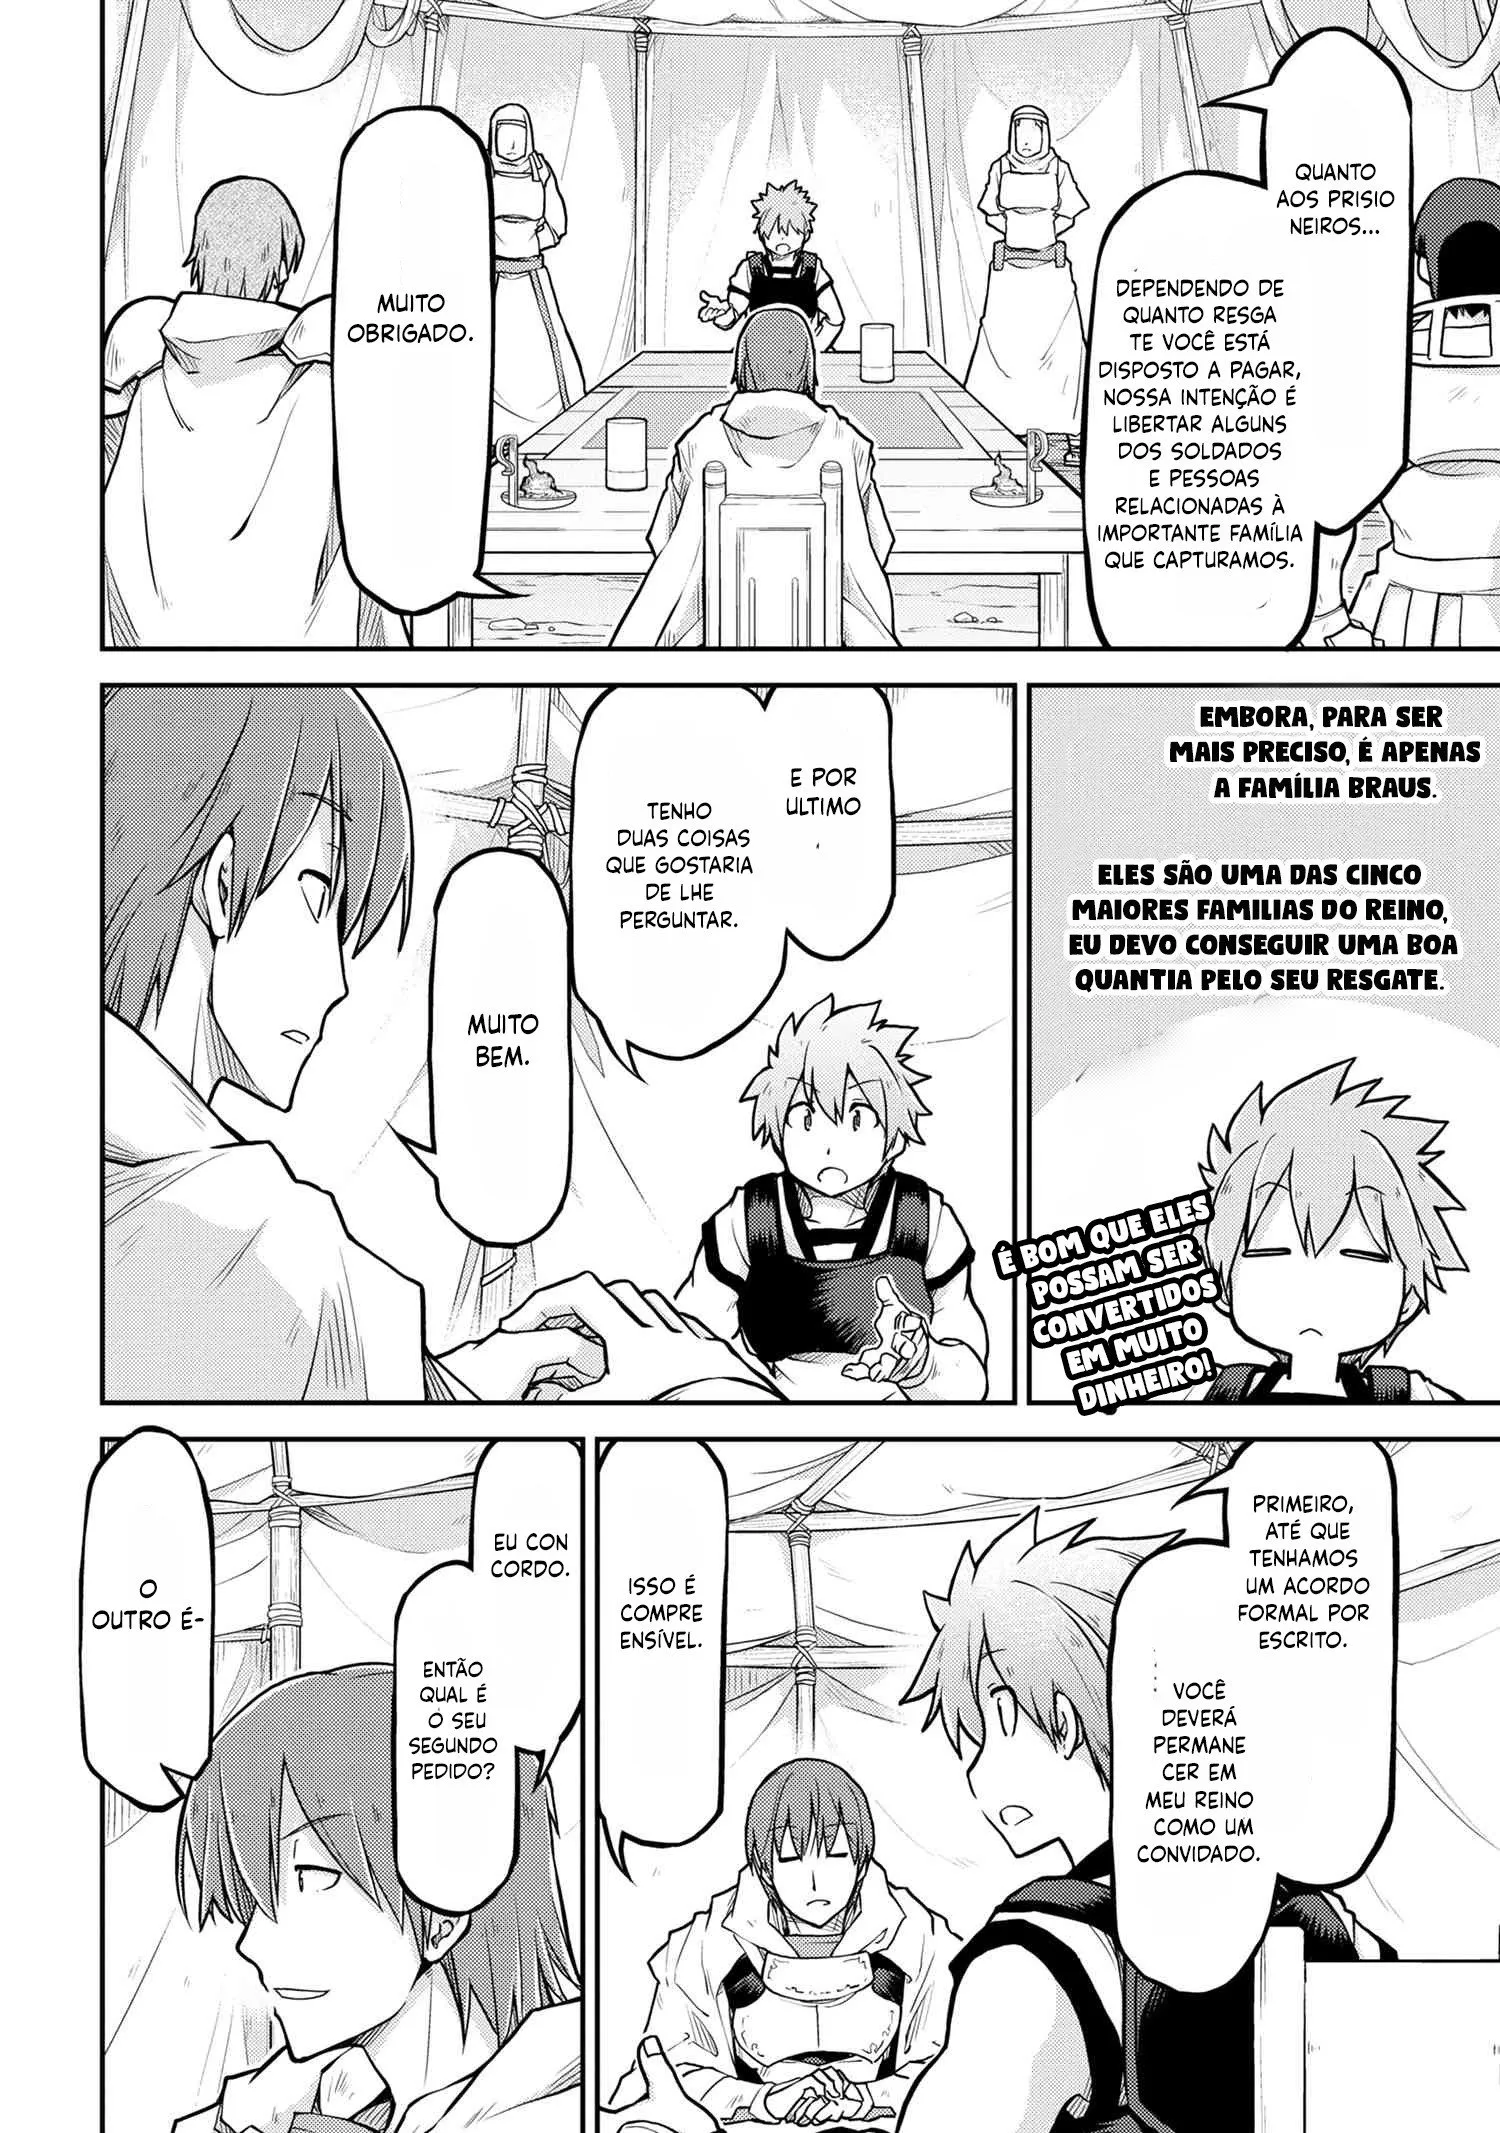 QUANTO
AOS PRISIO
NEIROS...
DEPENDENDO DE
QUANTO RESGA
TE VOCÊ ESTÁ
DISPOSTO A PAGAR,
NOSSA INTENÇÃO É
LIBERTAR ALGUNS
DOS SOLDADOS
E PESSOAS
RELACIONADAS À
IMPORTANTE FAMÍLIA
QUE CAPTURAMOS.
MUITO
OBRIGADO.
EMBORA, PARA SER
MAIS PRECISO, É APENAS
A FAMÍLIA BRAUS.
ELES SÃO UMA DAS CINCO
MAIORES FAMILIAS DO REINO,
EU DEVO CONSEGUIR UMA BOA
QUANTIA PELO SEU RESGATE.
É BOM QUE ELES
POSSAM SER
CONVERTIDOS
EM MUITO
DINHEIRO!
E POR
ULTIMO
TENHO
DUAS COISAS
QUE GOSTARIA
DE LHE
PERGUNTAR.
MUITO
BEM.
PRIMEIRO,
ATÉ QUE
TENHAMOS
UM ACORDO
FORMAL POR
ESCRITO.
VOCÊ
DEVERÁ
PERMANE
CER EM
MEU REINO
COMO UM
CONVIDADO.
ISSO É
COMPRE
ENSÍVEL.
EU CON
CORDO.
ENTÃO
QUAL É
O SEU
SEGUNDO
PEDIDO?
O
OUTRO É-